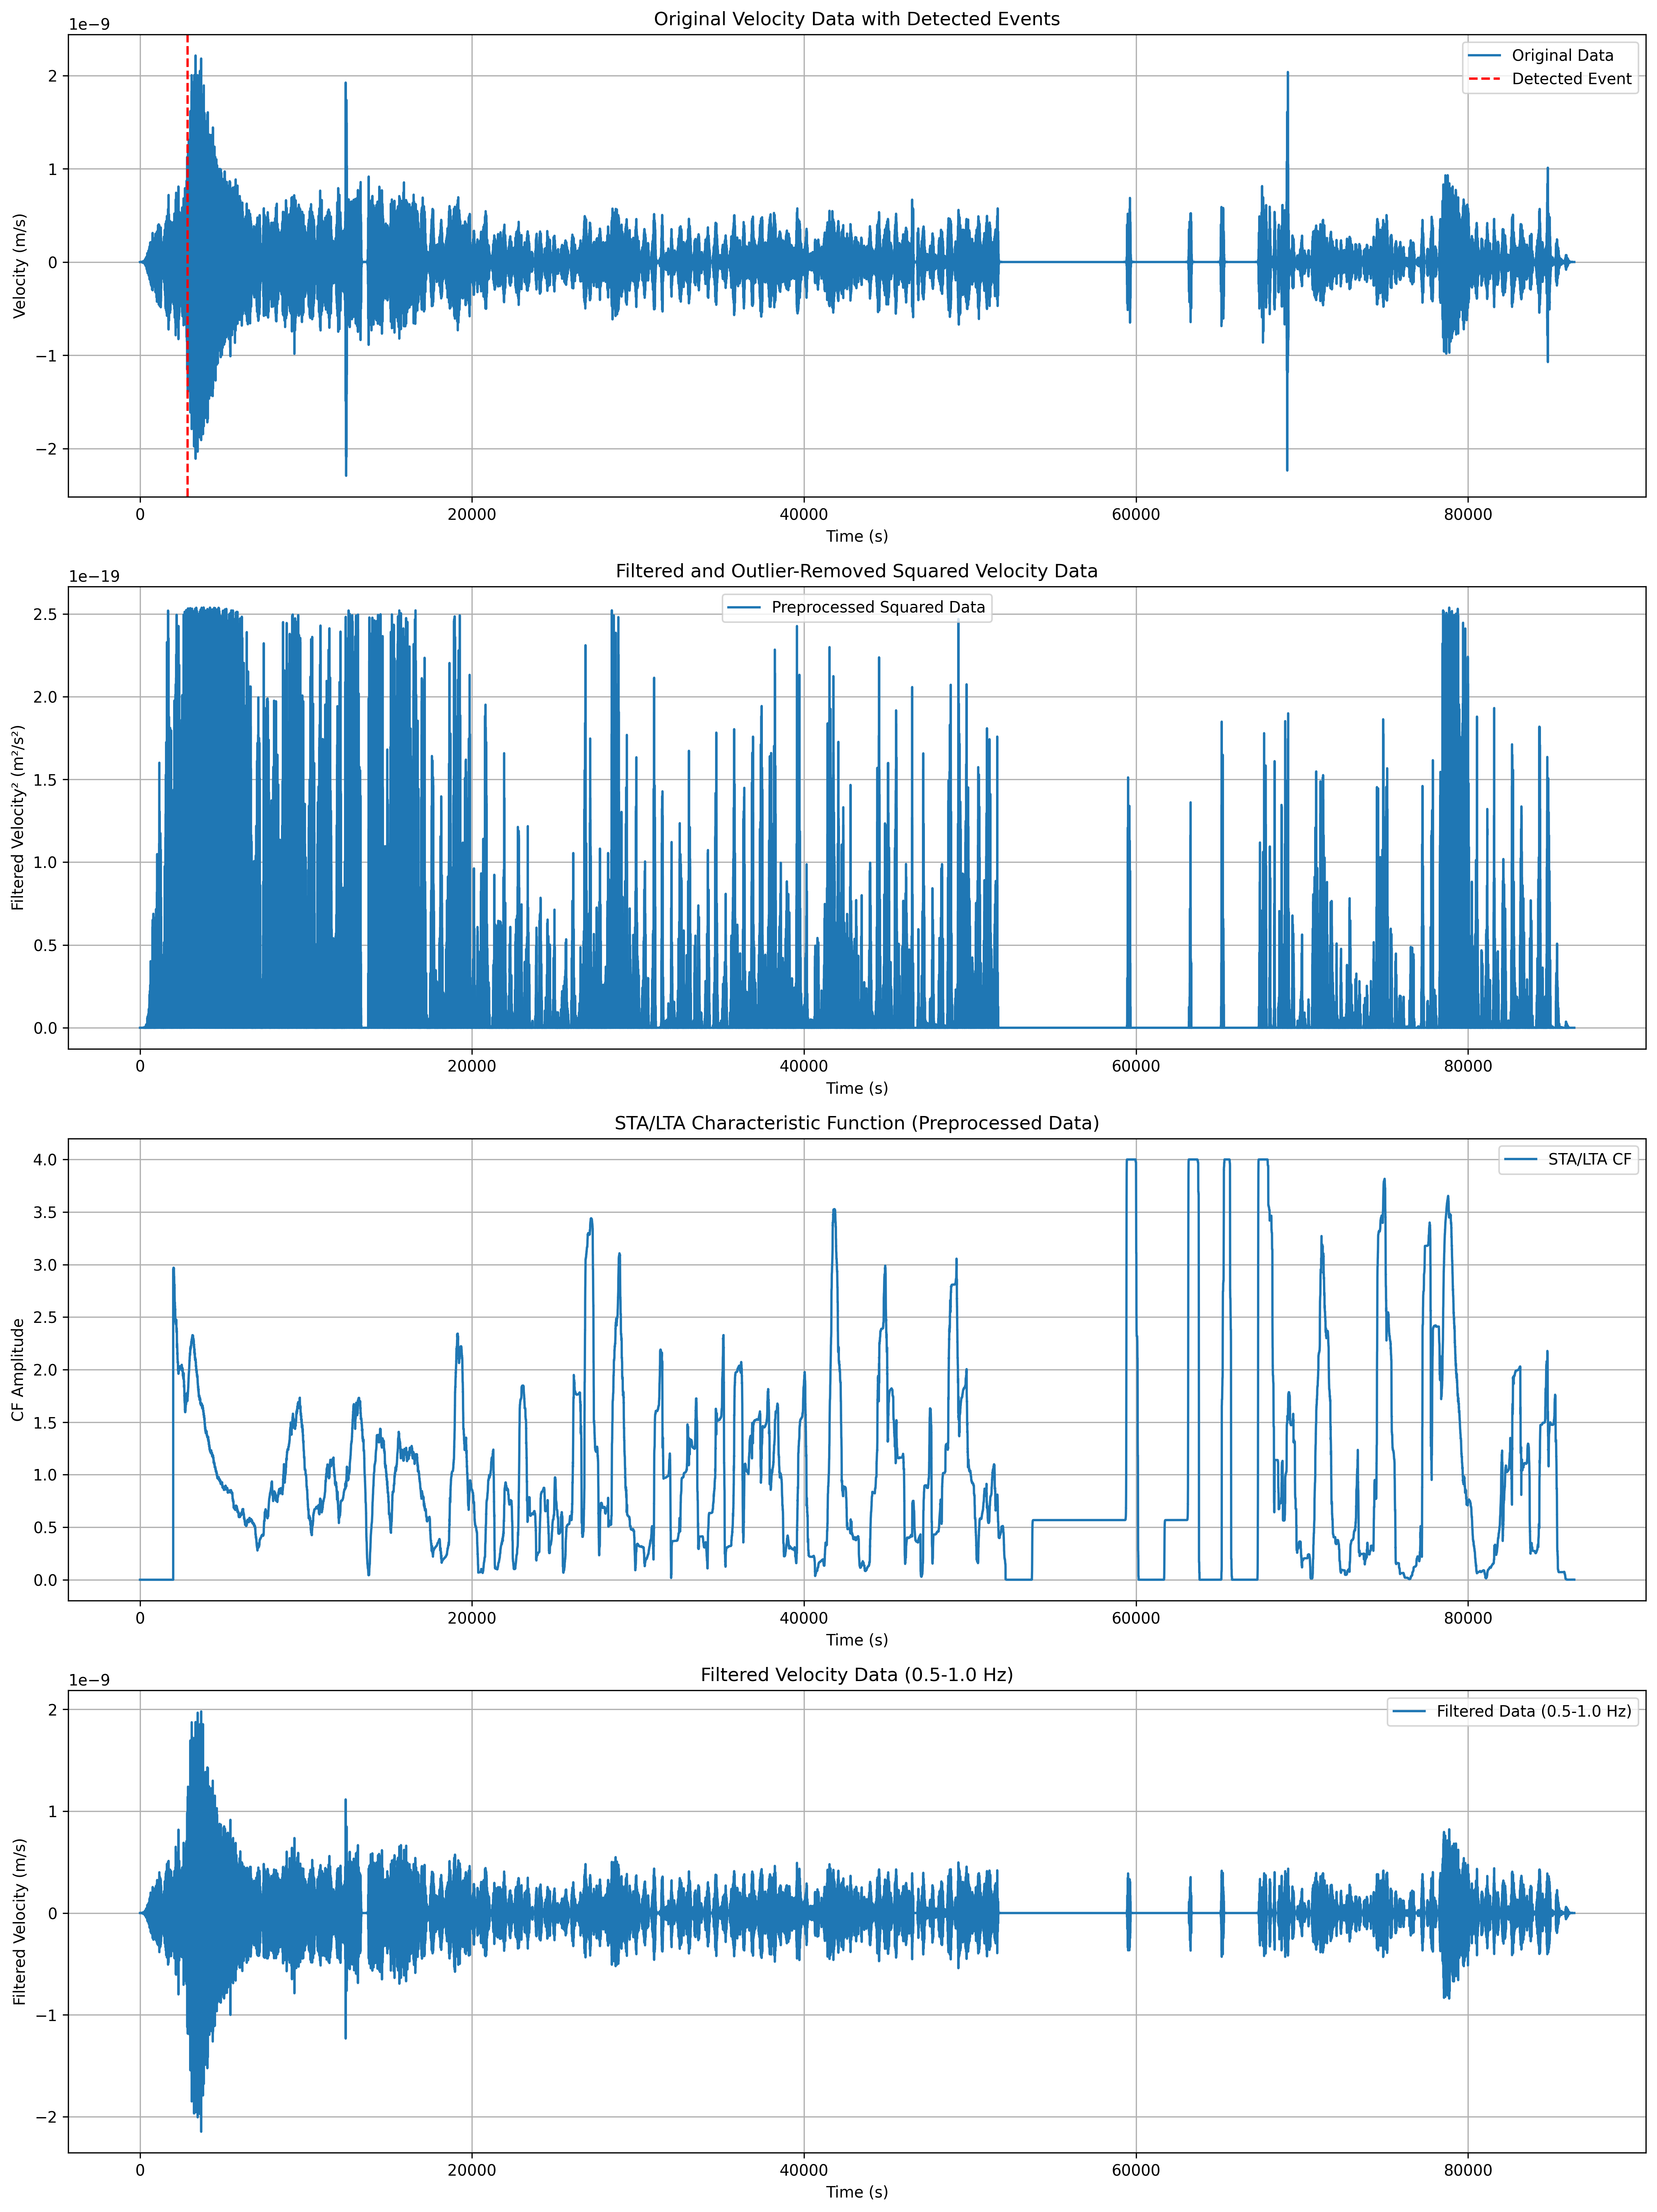 Original Velocity Data with Detected Events
1e−9
Velocity (m/s)
2
1
0
−1
−2
Original Data
Detected Event
0
20000
40000
60000
80000
Time (s)
Filtered and Outlier-Removed Squared Velocity Data
1e−19
Filtered Velocity² (m²/s²)
2.5
2.0
1.5
1.0
0.5
0.0
Preprocessed Squared Data
0
20000
40000
60000
80000
Time (s)
STA/LTA Characteristic Function (Preprocessed Data)
CF Amplitude
4.0
3.5
3.0
2.5
2.0
1.5
1.0
0.5
0.0
STA/LTA CF
0
20000
40000
60000
80000
Time (s)
Filtered Velocity Data (0.5-1.0 Hz)
1e−9
Filtered Velocity (m/s)
2
1
0
−1
−2
Filtered Data (0.5-1.0 Hz)
0
20000
40000
60000
80000
Time (s)